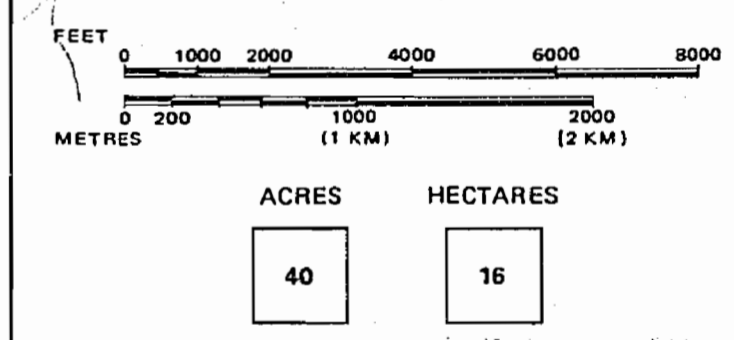 FEET
0 1000 2000 4000 6000 8000
0 200 1000 2000
METRES (1 KM) (2 KM)
ACRES HECTARES
40 16